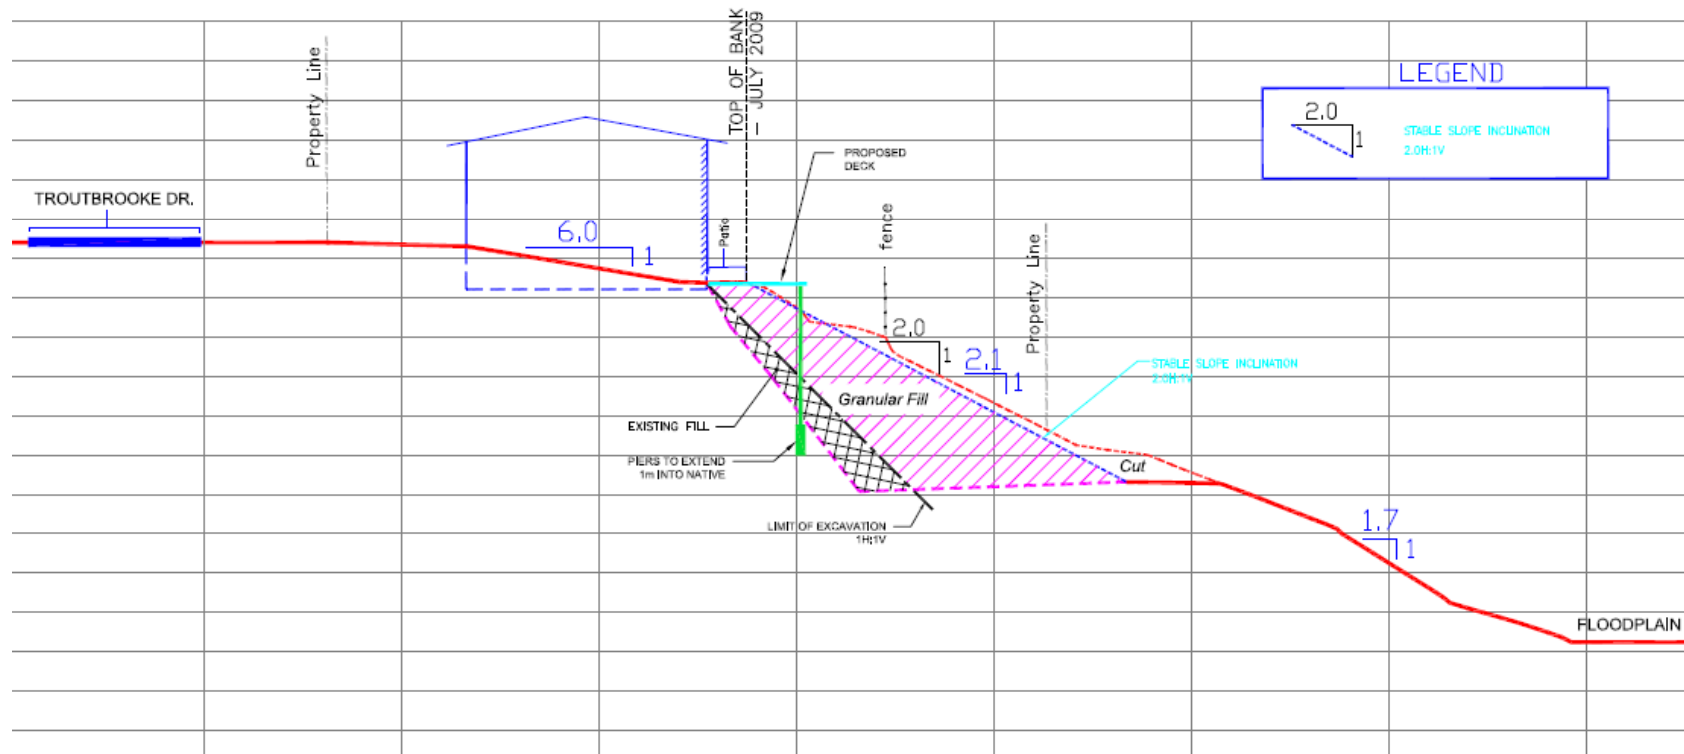 TOP OF BANK
— JULY 2009
Property Line
LEGEND
2.0
1
STABLE SLOPE INCLINATION
2.0H:1V
PROPOSED
DECK
TROUTBROOKE DR.
6.0
1
Patio
fence
Property Line
2.0
1
2.1
1
STABLE SLOPE INCLINATION
2.0H:1V
Granular Fill
EXISTING FILL
PIERS TO EXTEND
1m INTO NATIVE
Cut
LIMIT OF EXCAVATION
1H:1V
1.7
1
FLOODPLAIN